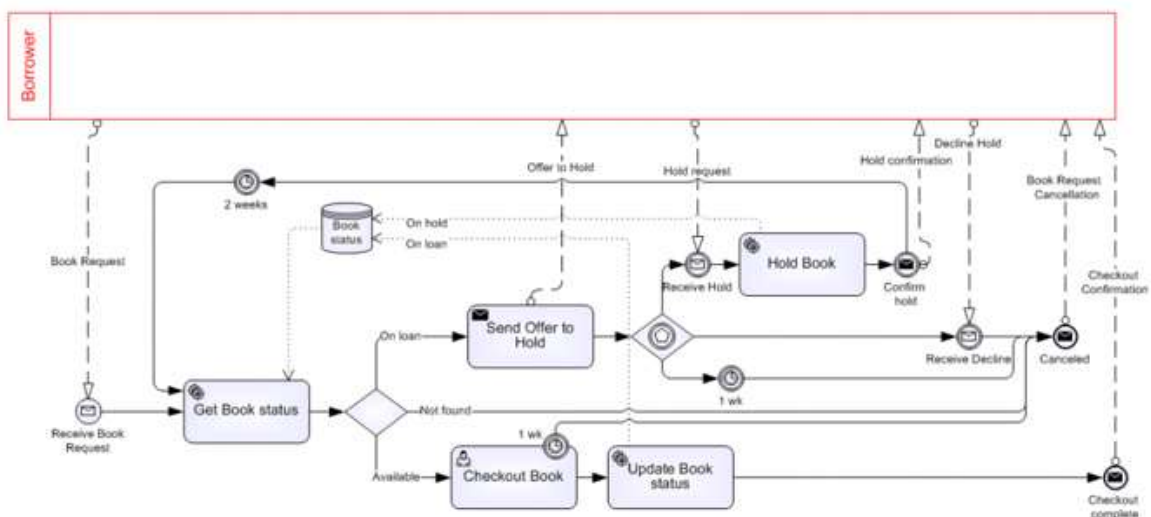 Borrower
Decline Hold
Offer to Hold
Hold confirmation
Hold request
Book Request
Cancellation
2 weeks
Book
status
On hold
On loan
Book Request
Hold Book
Receive Hold
Confirm
hold
Checkout
Confirmation
Send Offer to
Hold
On loan
Receive Decline
Canceled
1 wk
Get Book status
Not found
Receive Book
Request
1 wk
Available
Checkout Book
Update Book
status
Checkout
complete